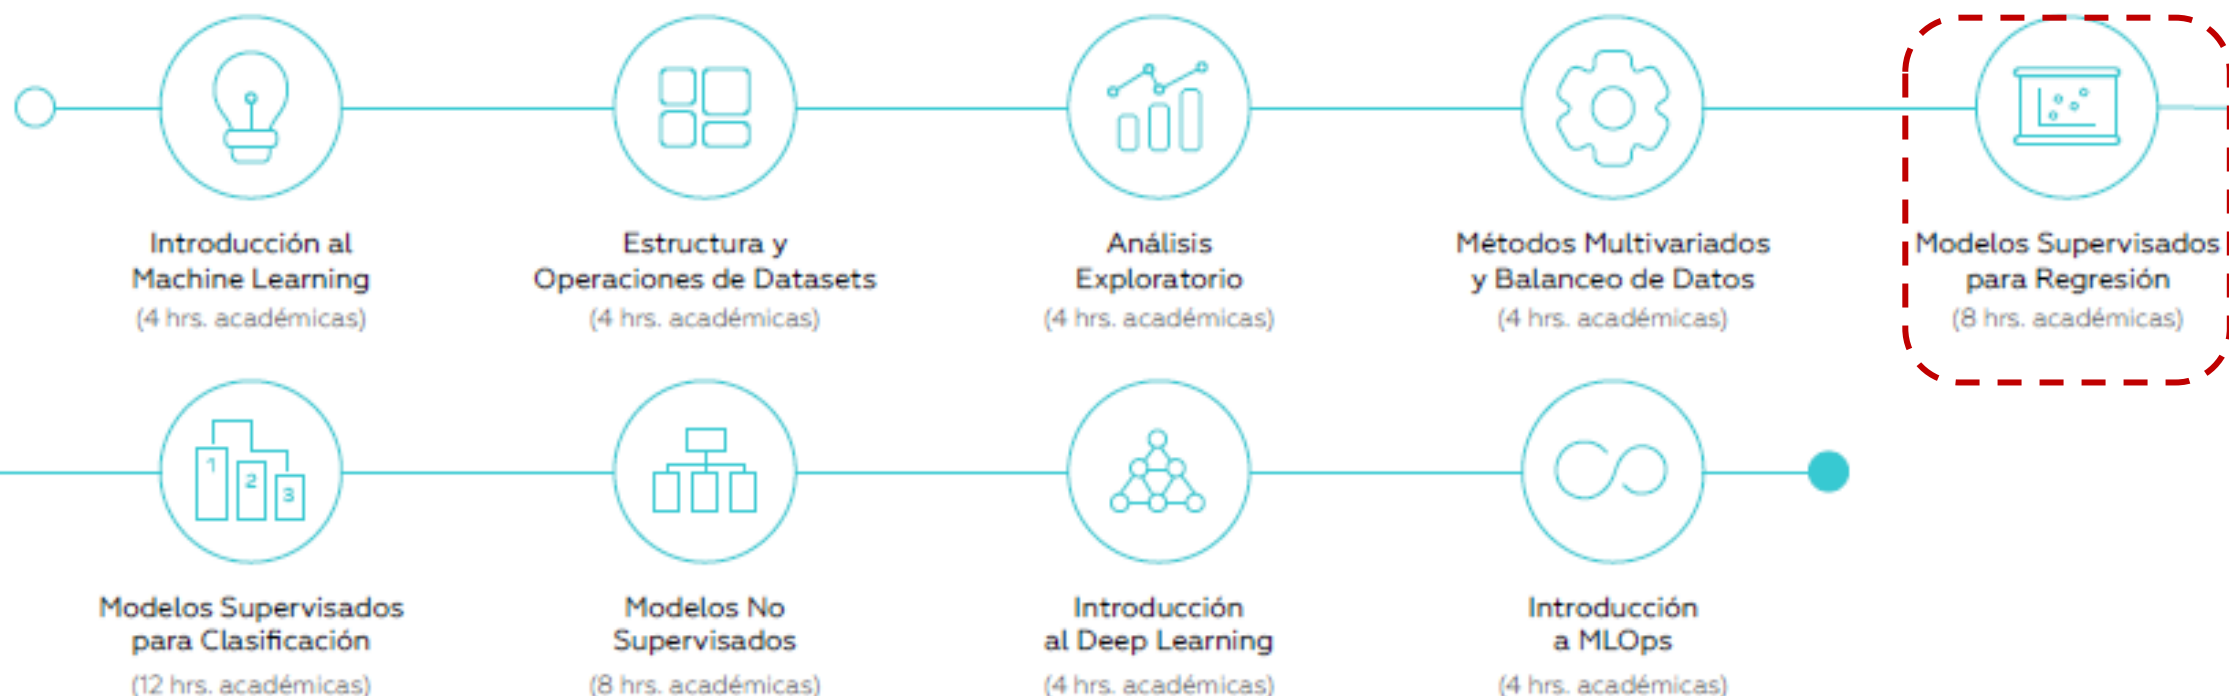 Introducción al
Machine Learning
(4 hrs. académicas)
Estructura y
Operaciones de Datasets
(4 hrs. académicas)
Análisis
Exploratorio
(4 hrs. académicas)
Métodos Multivariados
y Balanceo de Datos
(4 hrs. académicas)
Modelos Supervisados
para Regresión
(8 hrs. académicas)
1
2
3
Modelos Supervisados
para Clasificación
(12 hrs. académicas)
Modelos No
Supervisados
(8 hrs. académicas)
Introducción
al Deep Learning
(4 hrs. académicas)
Introducción
a MLOps
(4 hrs. académicas)